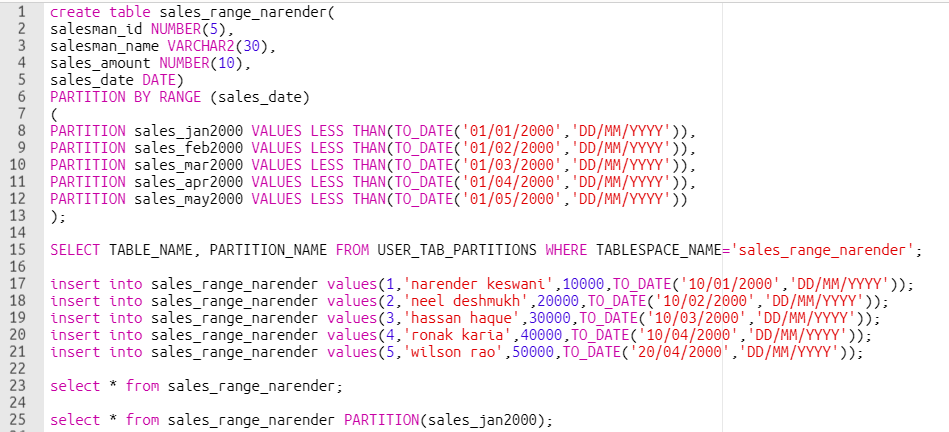 1 create table sales_range_narender(
2 salesman_id NUMBER(5),
3 salesman_name VARCHAR2(30),
4 sales_amount NUMBER(10),
5 sales_date DATE)
6 PARTITION BY RANGE (sales_date)
7 (
8 PARTITION sales_jan2000 VALUES LESS THAN(TO_DATE('01/01/2000','DD/MM/YYYY')),
9 PARTITION sales_feb2000 VALUES LESS THAN(TO_DATE('01/02/2000','DD/MM/YYYY')),
10 PARTITION sales_mar2000 VALUES LESS THAN(TO_DATE('01/03/2000','DD/MM/YYYY')),
11 PARTITION sales_apr2000 VALUES LESS THAN(TO_DATE('01/04/2000','DD/MM/YYYY')),
12 PARTITION sales_may2000 VALUES LESS THAN(TO_DATE('01/05/2000','DD/MM/YYYY'))
13 );
14
15 SELECT TABLE_NAME, PARTITION_NAME FROM USER_TAB_PARTITIONS WHERE TABLESPACE_NAME='sales_range_narender';
16
17 insert into sales_range_narender values(1,'narender keswani',10000,TO_DATE('10/01/2000','DD/MM/YYYY'));
18 insert into sales_range_narender values(2,'neel deshmukh',20000,TO_DATE('10/02/2000','DD/MM/YYYY'));
19 insert into sales_range_narender values(3,'hassan haque',30000,TO_DATE('10/03/2000','DD/MM/YYYY'));
20 insert into sales_range_narender values(4,'ronak karia',40000,TO_DATE('10/04/2000','DD/MM/YYYY'));
21 insert into sales_range_narender values(5,'wilson rao',50000,TO_DATE('20/04/2000','DD/MM/YYYY'));
22
23 select * from sales_range_narender;
24
25 select * from sales_range_narender PARTITION(sales_jan2000);